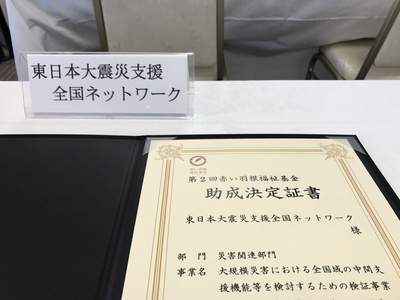 東日本大震災支援
全国ネットワーク
第2回赤い羽根福祉基金
助成決定証書
東日本大震災支援全国ネットワーク
様
部 門 災害関連部門
事業名 大規模災害における全国域の中間支
援機能等を検討するための検証事業